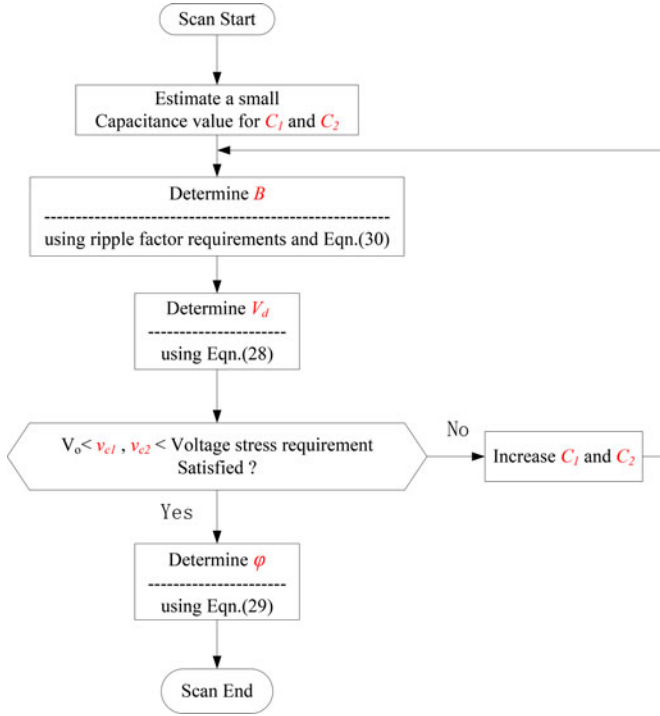 Scan Start
Estimate a small
Capacitance value for C1 and C2
Determine B
using ripple factor requirements and Eqn.(30)
Determine Vd
using Eqn.(28)
Vo< vc1 , vc2 < Voltage stress requirement
Satisfied ?
No
Increase C1 and C2
Yes
Determine φ
using Eqn.(29)
Scan End